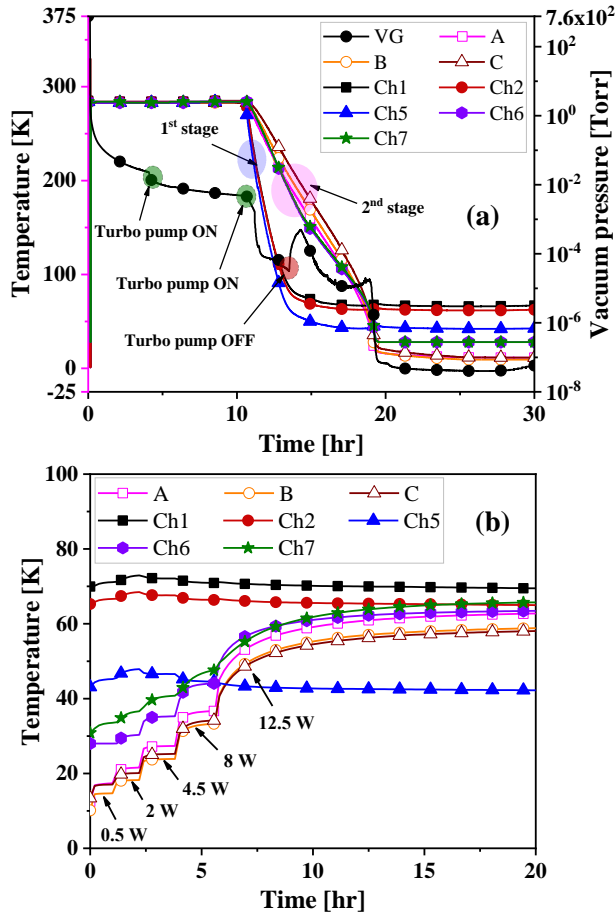 375
300
200
100
0
-25
Temperature [K]
7.6x10²
10²
10⁰
10⁻²
10⁻⁴
10⁻⁶
10⁻⁸
Vacuum pressure [Torr]
VG A
B C
Ch1 Ch2
Ch5 Ch6
Ch7
1st stage
2nd stage
(a)
Turbo pump ON
Turbo pump ON
Turbo pump OFF
0 10 20 30
Time [hr]
100
80
60
40
20
0
Temperature [K]
A B C
Ch1 Ch2 Ch5
Ch6 Ch7
(b)
12.5 W
8 W
4.5 W
2 W
0.5 W
0 5 10 15 20
Time [hr]